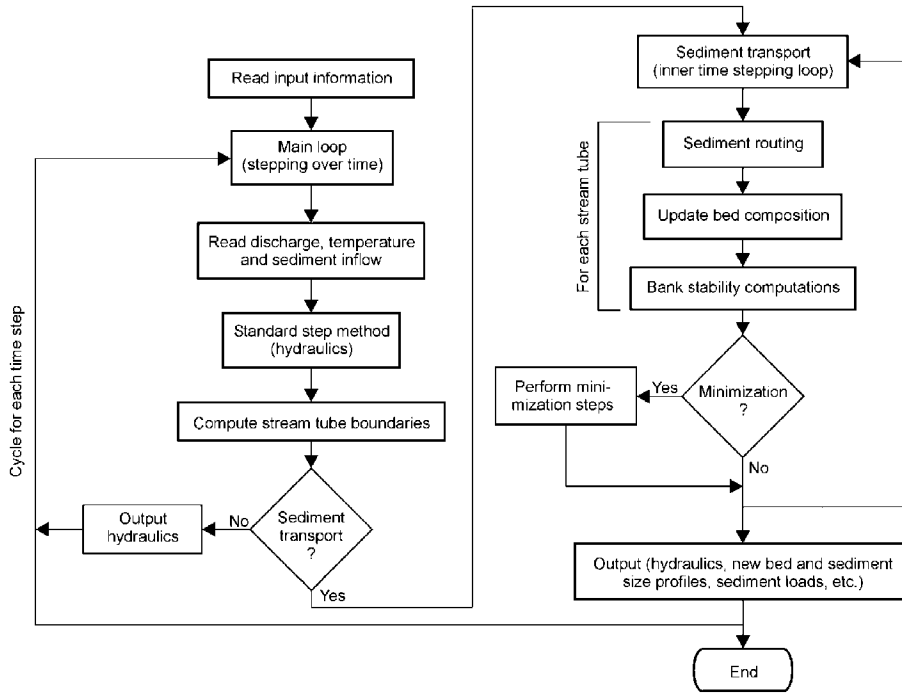 Read input information
Main loop
(stepping over time)
Read discharge, temperature
and sediment inflow
Standard step method
(hydraulics)
Compute stream tube boundaries
Sediment
transport
?
No
Yes
Output
hydraulics
Cycle for each time step
Sediment transport
(inner time stepping loop)
Sediment routing
Update bed composition
Bank stability computations
For each stream tube
Minimization
?
Yes
No
Perform mini-
mization steps
Output (hydraulics, new bed and sediment
size profiles, sediment loads, etc.)
End